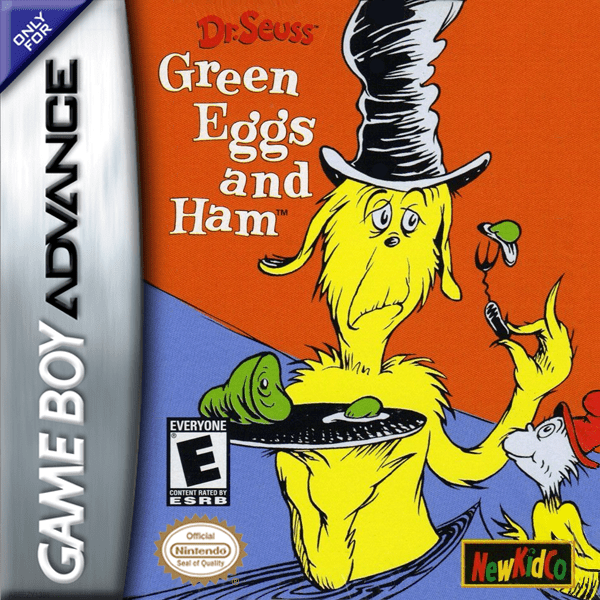 ONLY
FOR
GAME BOY ADVANCE
Dr. Seuss™
Green
Eggs
and
Ham™
EVERYONE
E
®
CONTENT RATED BY
ESRB
Official
Nintendo
Seal of Quality
NewKidCo